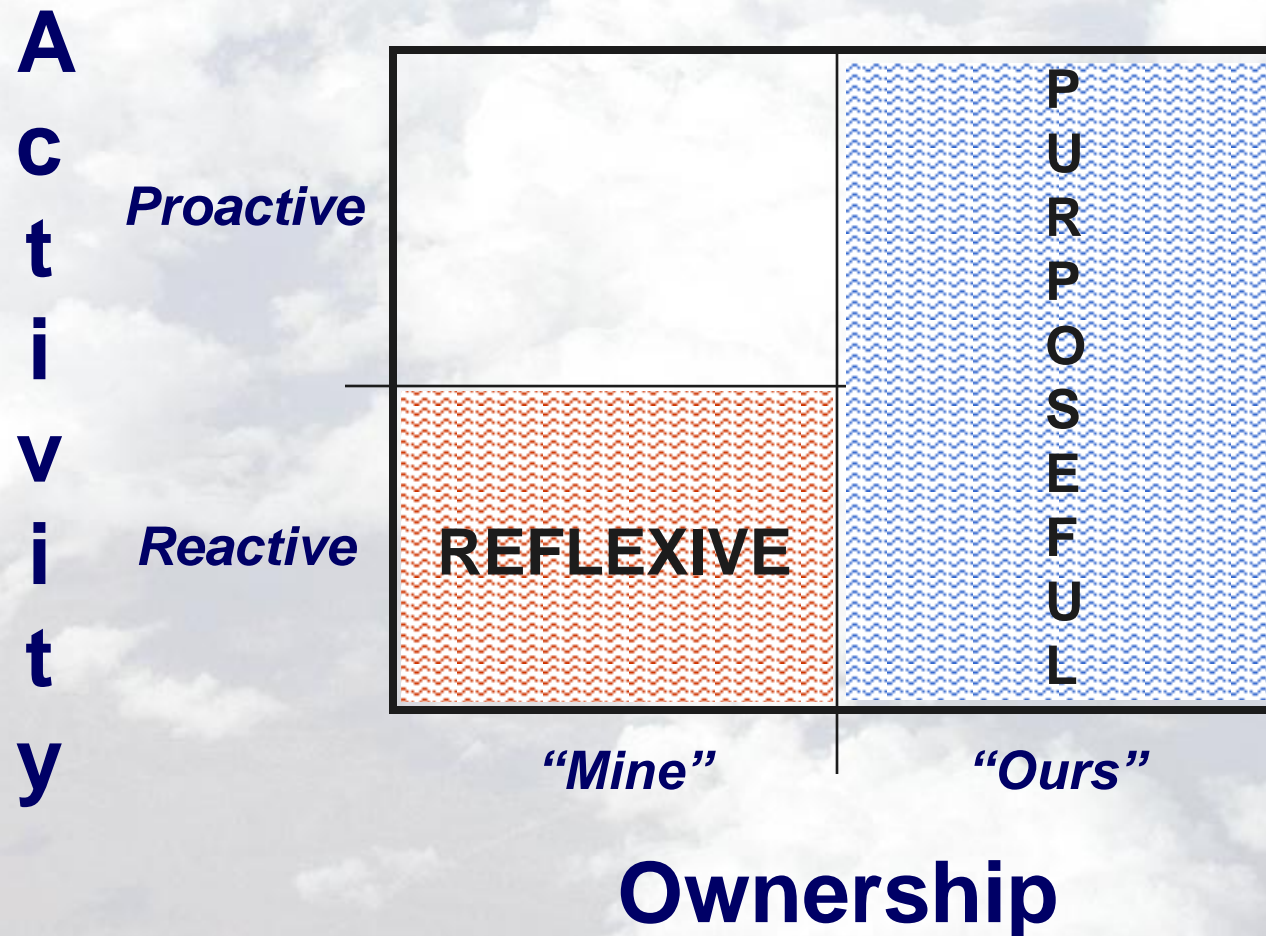 Activity
Proactive
Reactive
REFLEXIVE
PURPOSEFUL
“Mine”
“Ours”
Ownership